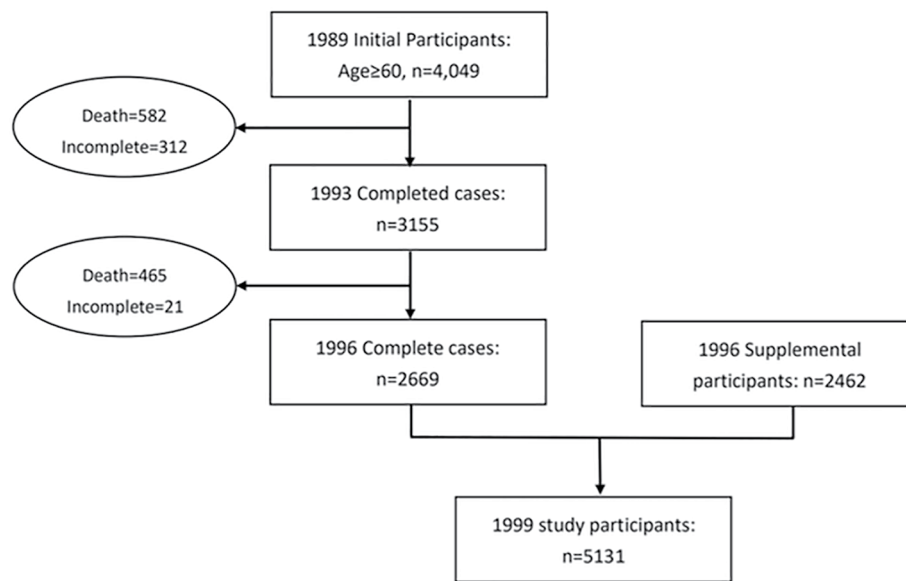 1989 Initial Participants:
Age≥60, n=4,049
Death=582
Incomplete=312
1993 Completed cases:
n=3155
Death=465
Incomplete=21
1996 Complete cases:
n=2669
1996 Supplemental
participants: n=2462
1999 study participants:
n=5131